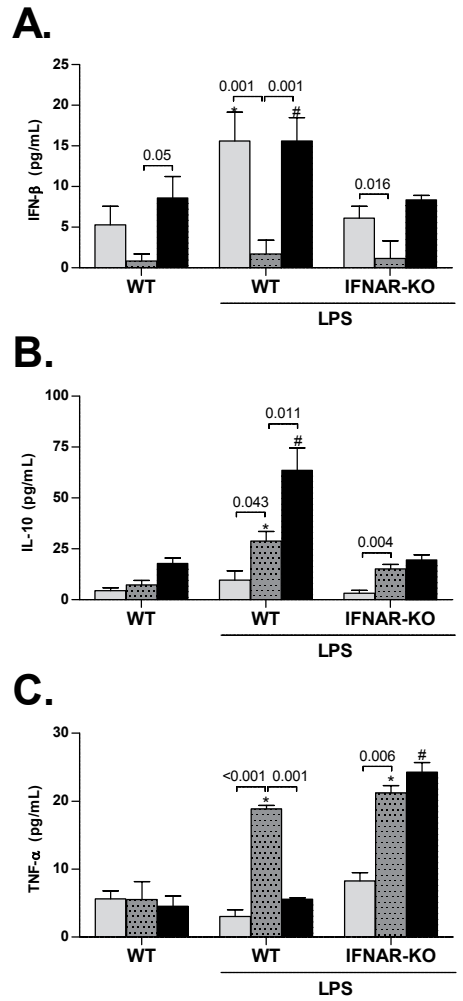 A.
25
20
15
10
5
0
IFN-β (pg/mL)
0.05
0.001 0.001
* #
0.016
WT WT IFNAR-KO
LPS
B.
100
75
50
25
0
IL-10 (pg/mL)
0.011
#
0.043
*
0.004
WT WT IFNAR-KO
LPS
C.
30
20
10
0
TNF-α (pg/mL)
<0.001 0.001
*
0.006 #
*
WT WT IFNAR-KO
LPS